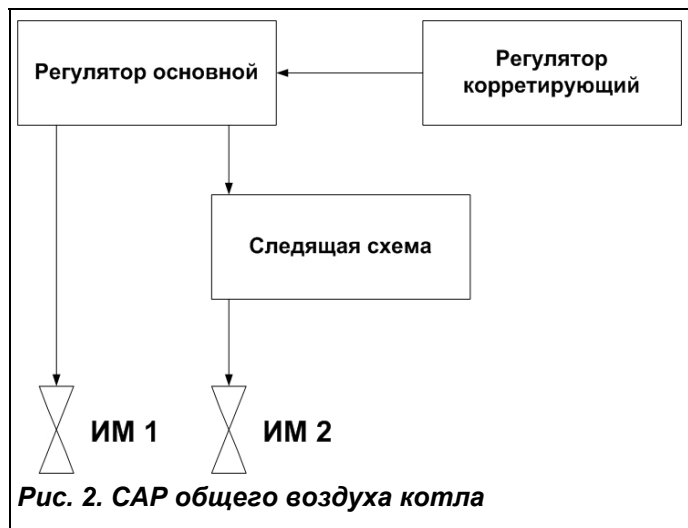 Регулятор основной
Регулятор
корретирующий
Следящая схема
ИМ 1
ИМ 2
Рис. 2. САР общего воздуха котла